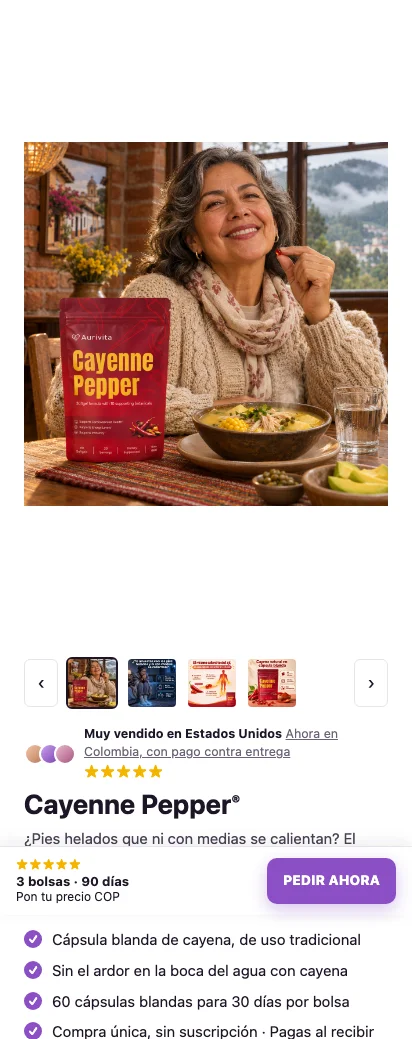 Aurivita
Cayenne
Pepper
‹
›
Muy vendido en Estados Unidos Ahora en
Colombia, con pago contra entrega
Cayenne Pepper®
¿Pies helados que ni con medias se calientan? El
3 bolsas · 90 días
Pon tu precio COP
PEDIR AHORA
Cápsula blanda de cayena, de uso tradicional
Sin el ardor en la boca del agua con cayena
60 cápsulas blandas para 30 días por bolsa
Compra única, sin suscripción · Pagas al recibir